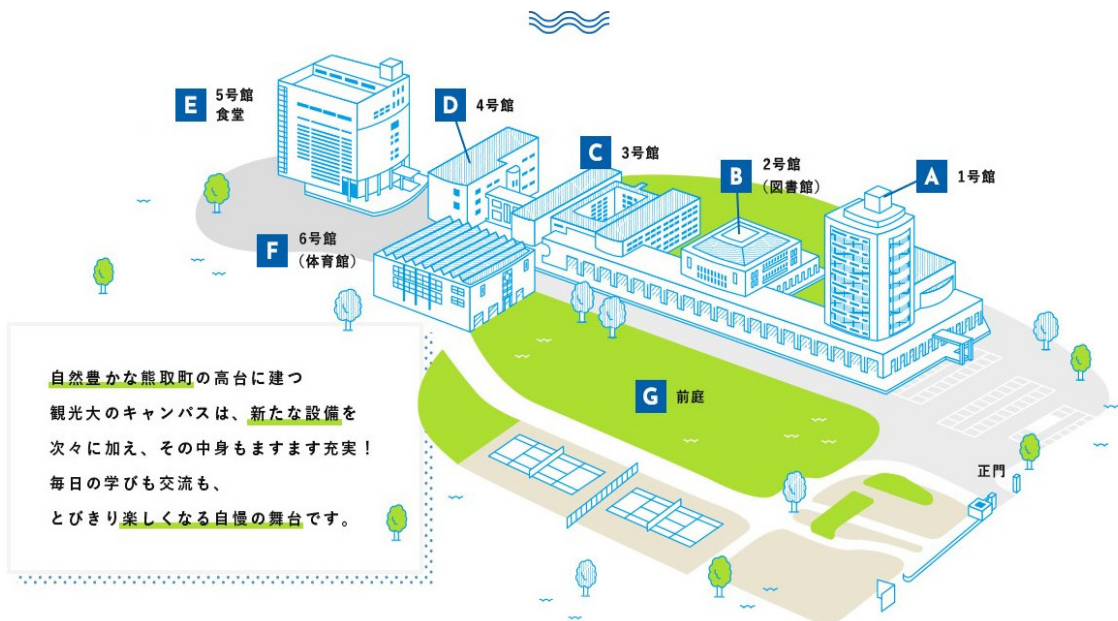 E 5号館
食堂
D 4号館
C 3号館
B 2号館
(図書館)
A 1号館
F 6号館
(体育館)
G 前庭
正門
自然豊かな熊取町の高台に建つ
観光大のキャンパスは、新たな設備を
次々に加え、その中身もますます充実！
毎日の学びも交流も、
とびきり楽しくなる自慢の舞台です。